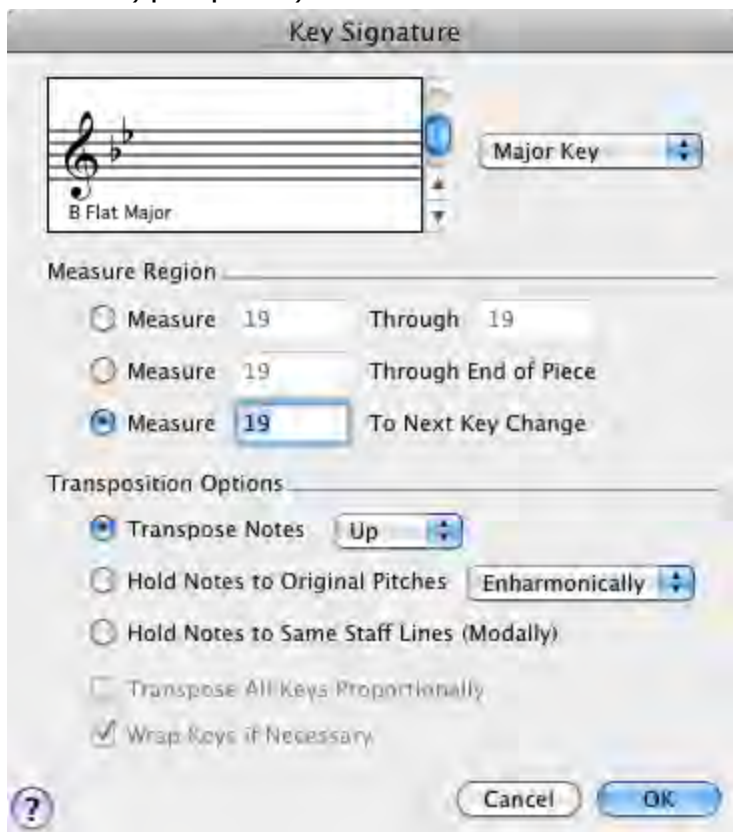 Key Signature
Major Key
B Flat Major
Measure Region
Measure 19 Through 19
Measure 19 Through End of Piece
Measure 19 To Next Key Change
Transposition Options
Transpose Notes Up
Hold Notes to Original Pitches Enharmonically
Hold Notes to Same Staff Lines (Modally)
Transpose All Keys Proportionally
Wrap Keys if Necessary
? Cancel OK